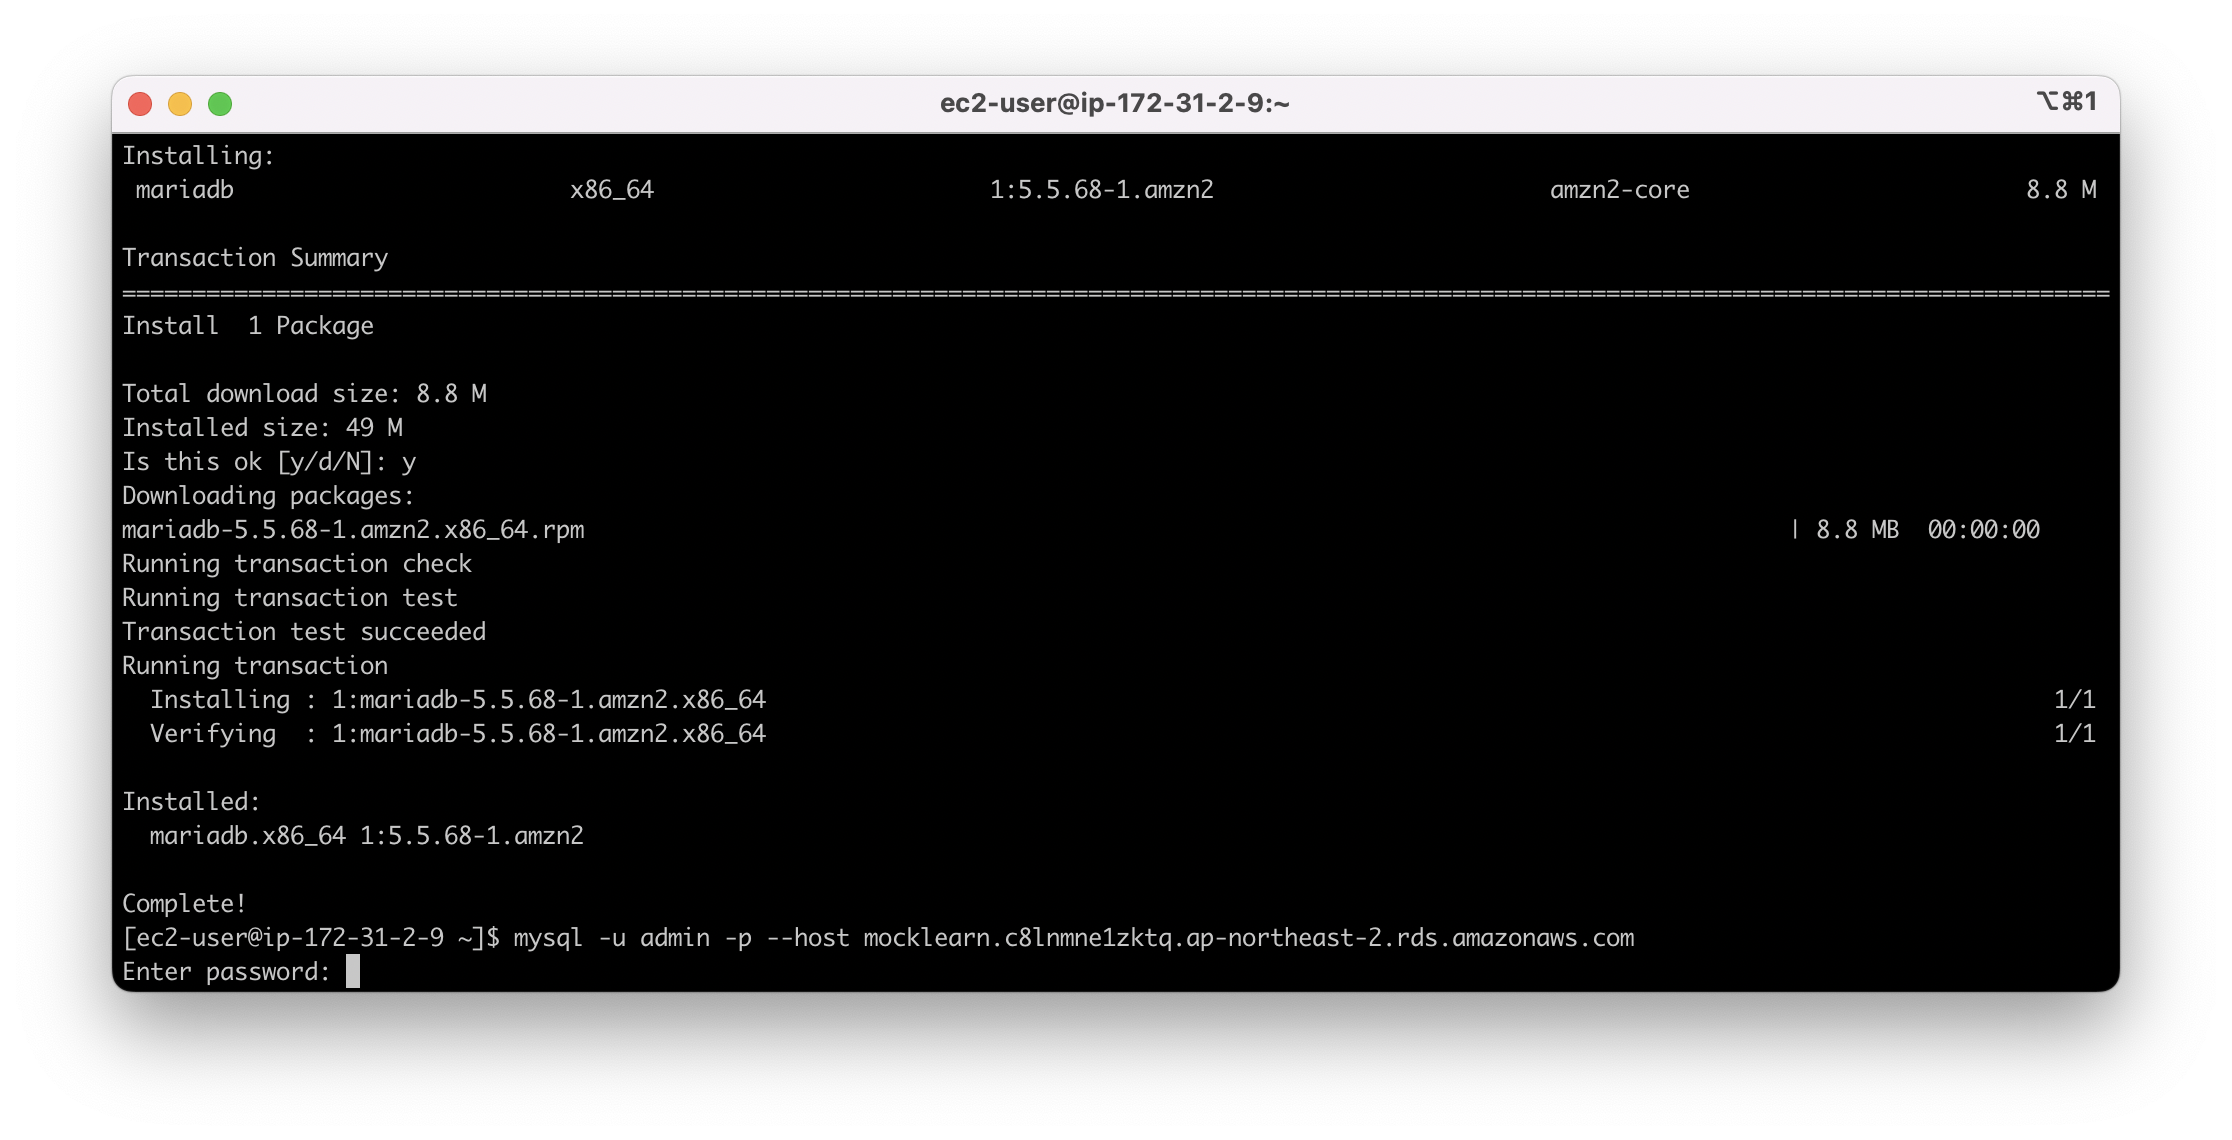 ec2-user@ip-172-31-2-9:~
⌥⌘1
Installing:
mariadb x86_64 1:5.5.68-1.amzn2 amzn2-core 8.8 M
Transaction Summary
==============================================================================================================================================
Install  1 Package
Total download size: 8.8 M
Installed size: 49 M
Is this ok [y/d/N]: y
Downloading packages:
mariadb-5.5.68-1.amzn2.x86_64.rpm | 8.8 MB  00:00:00
Running transaction check
Running transaction test
Transaction test succeeded
Running transaction
Installing : 1:mariadb-5.5.68-1.amzn2.x86_64 1/1
Verifying  : 1:mariadb-5.5.68-1.amzn2.x86_64 1/1
Installed:
mariadb.x86_64 1:5.5.68-1.amzn2
Complete!
[ec2-user@ip-172-31-2-9 ~]$ mysql -u admin -p --host mocklearn.c8lnmne1zktq.ap-northeast-2.rds.amazonaws.com
Enter password: